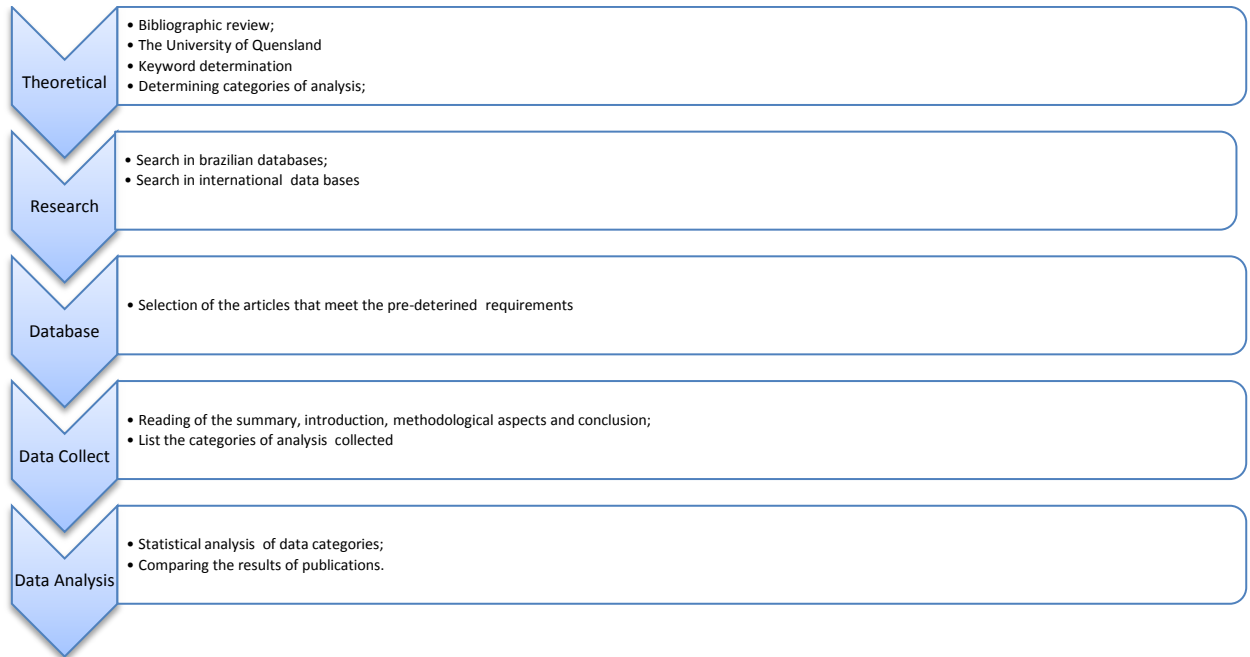 Theoretical
• Bibliographic review;
• The University of Quensland
• Keyword determination
• Determining categories of analysis;
Research
• Search in brazilian databases;
• Search in international data bases
Database
• Selection of the articles that meet the pre-deterined requirements
Data Collect
• Reading of the summary, introduction, methodological aspects and conclusion;
• List the categories of analysis collected
Data Analysis
• Statistical analysis of data categories;
• Comparing the results of publications.